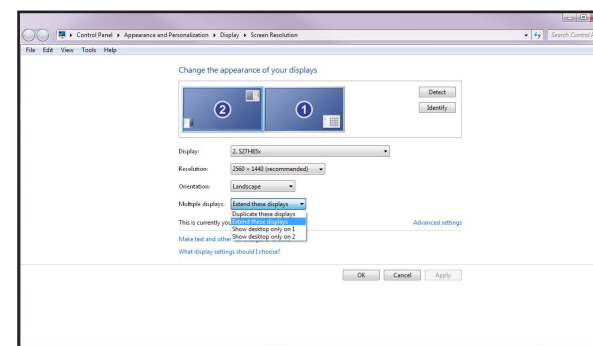 Control Panel ▸ Appearance and Personalization ▸ Display ▸ Screen Resolution
Search Control
File Edit View Tools Help
Change the appearance of your displays
2
1
Detect
Identify
Display: 2. S27H85x
Resolution: 2560 × 1440 (recommended)
Orientation: Landscape
Multiple displays: Extend these displays
Duplicate these displays
This is currently you Extend these displays Advanced settings
Show desktop only on 1
Make text and othe Show desktop only on 2
What display settings should I choose?
OK Cancel Apply